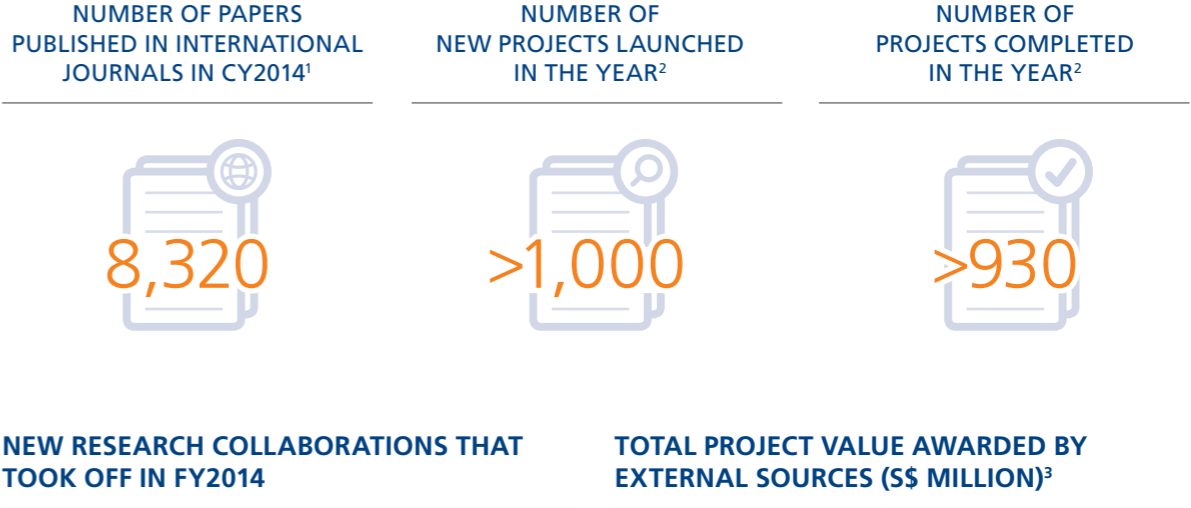 NUMBER OF PAPERS
PUBLISHED IN INTERNATIONAL
JOURNALS IN CY2014¹
8,320
NUMBER OF
NEW PROJECTS LAUNCHED
IN THE YEAR²
>1,000
NUMBER OF
PROJECTS COMPLETED
IN THE YEAR²
>930
NEW RESEARCH COLLABORATIONS THAT
TOOK OFF IN FY2014
TOTAL PROJECT VALUE AWARDED BY
EXTERNAL SOURCES (S$ MILLION)³